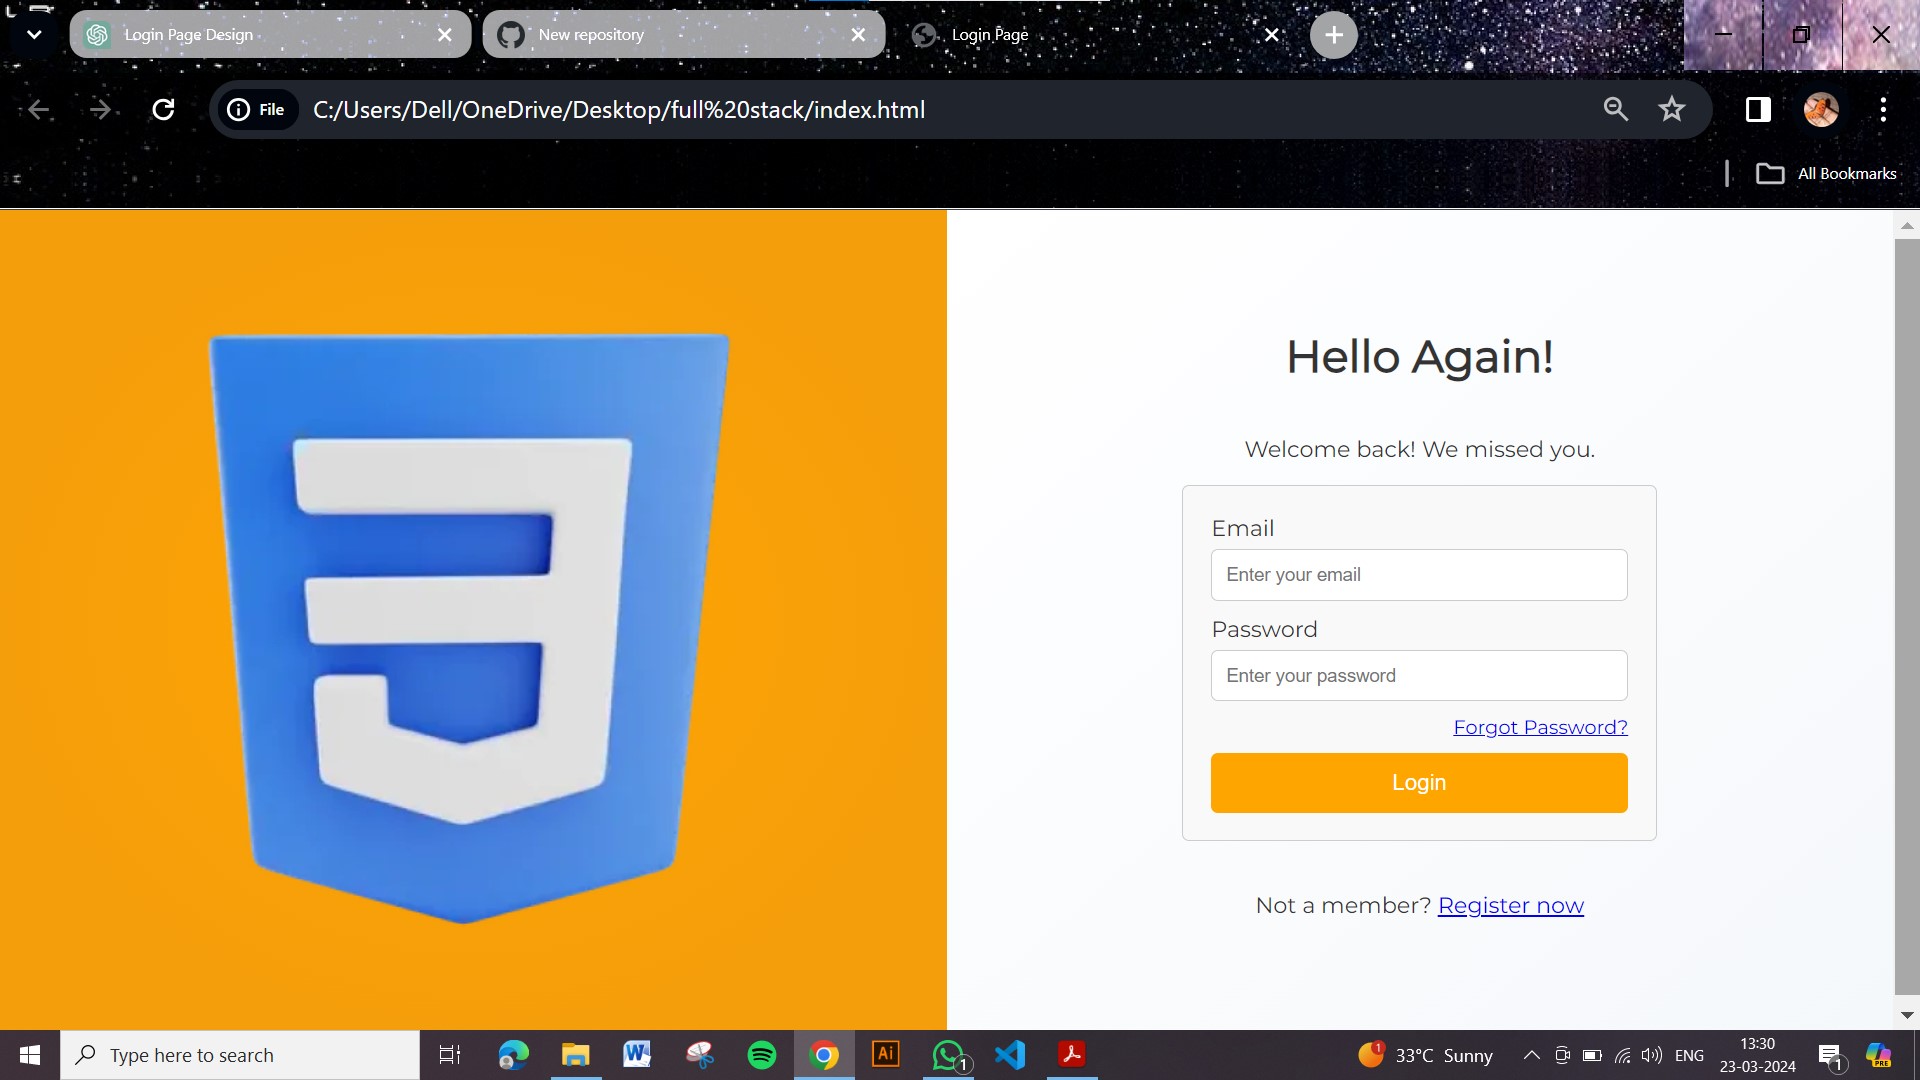 Login Page Design
New repository
Login Page
File
C:/Users/Dell/OneDrive/Desktop/full%20stack/index.html
All Bookmarks
Hello Again!
Welcome back! We missed you.
Email
Enter your email
Password
Enter your password
Forgot Password?
Login
Not a member? Register now
Type here to search
W
Ai
1
1
33°C Sunny
ENG
13:30
23-03-2024
1
PRE